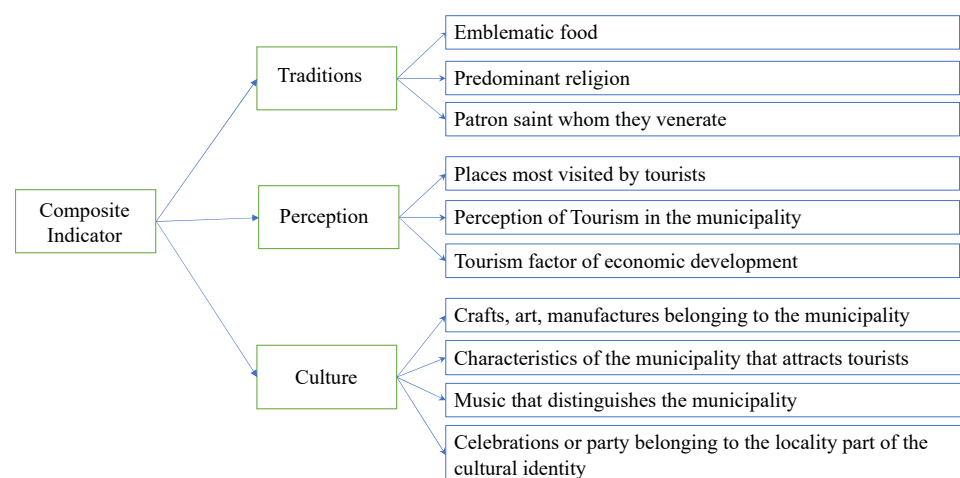 Composite
Indicator
Traditions
Emblematic food
Predominant religion
Patron saint whom they venerate
Perception
Places most visited by tourists
Perception of Tourism in the municipality
Tourism factor of economic development
Culture
Crafts, art, manufactures belonging to the municipality
Characteristics of the municipality that attracts tourists
Music that distinguishes the municipality
Celebrations or party belonging to the locality part of the
cultural identity